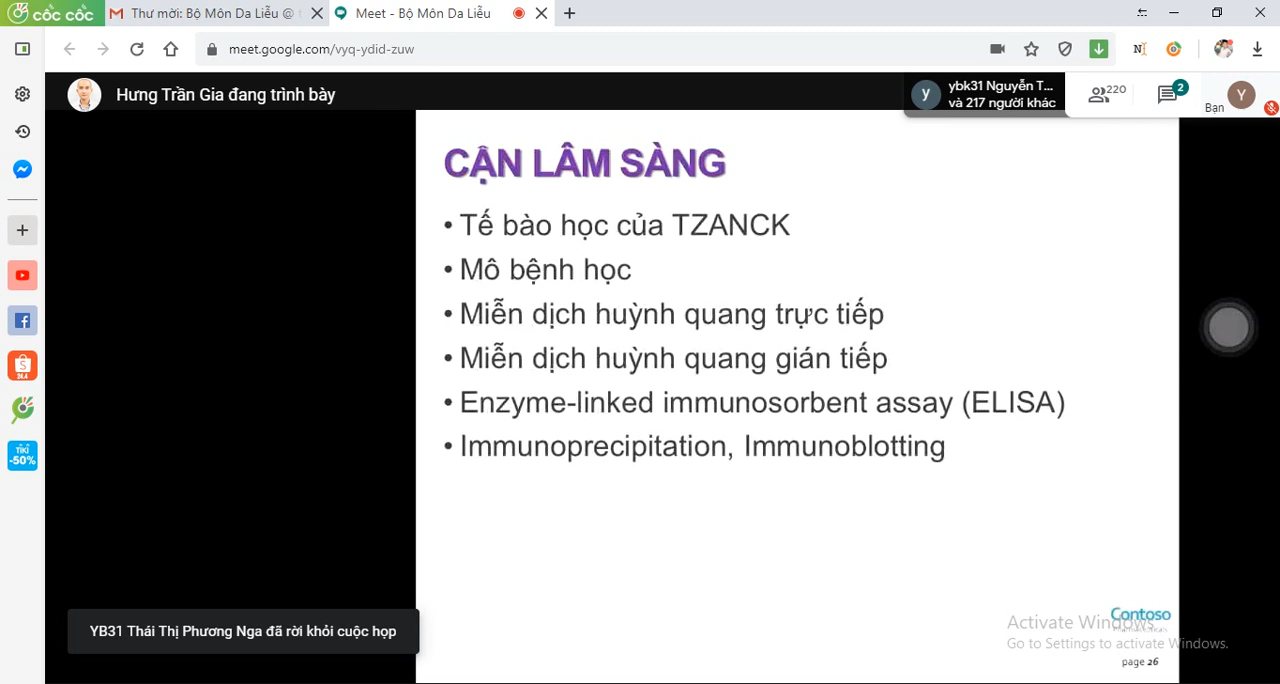 cốc cốc
Thư mời: Bộ Môn Da Liễu @
Meet - Bộ Môn Da Liễu
meet.google.com/vyq-ydid-zuw
Hưng Trần Gia đang trình bày
y
ybk31 Nguyễn T...
và 217 người khác
220
2
Bạn
Y
CẬN LÂM SÀNG
• Tế bào học của TZANCK
• Mô bệnh học
• Miễn dịch huỳnh quang trực tiếp
• Miễn dịch huỳnh quang gián tiếp
• Enzyme-linked immunosorbent assay (ELISA)
• Immunoprecipitation, Immunoblotting
TIKI
-50%
YB31 Thái Thị Phương Nga đã rời khỏi cuộc họp
Contoso
Activate Windows
Go to Settings to activate Windows.
page 26